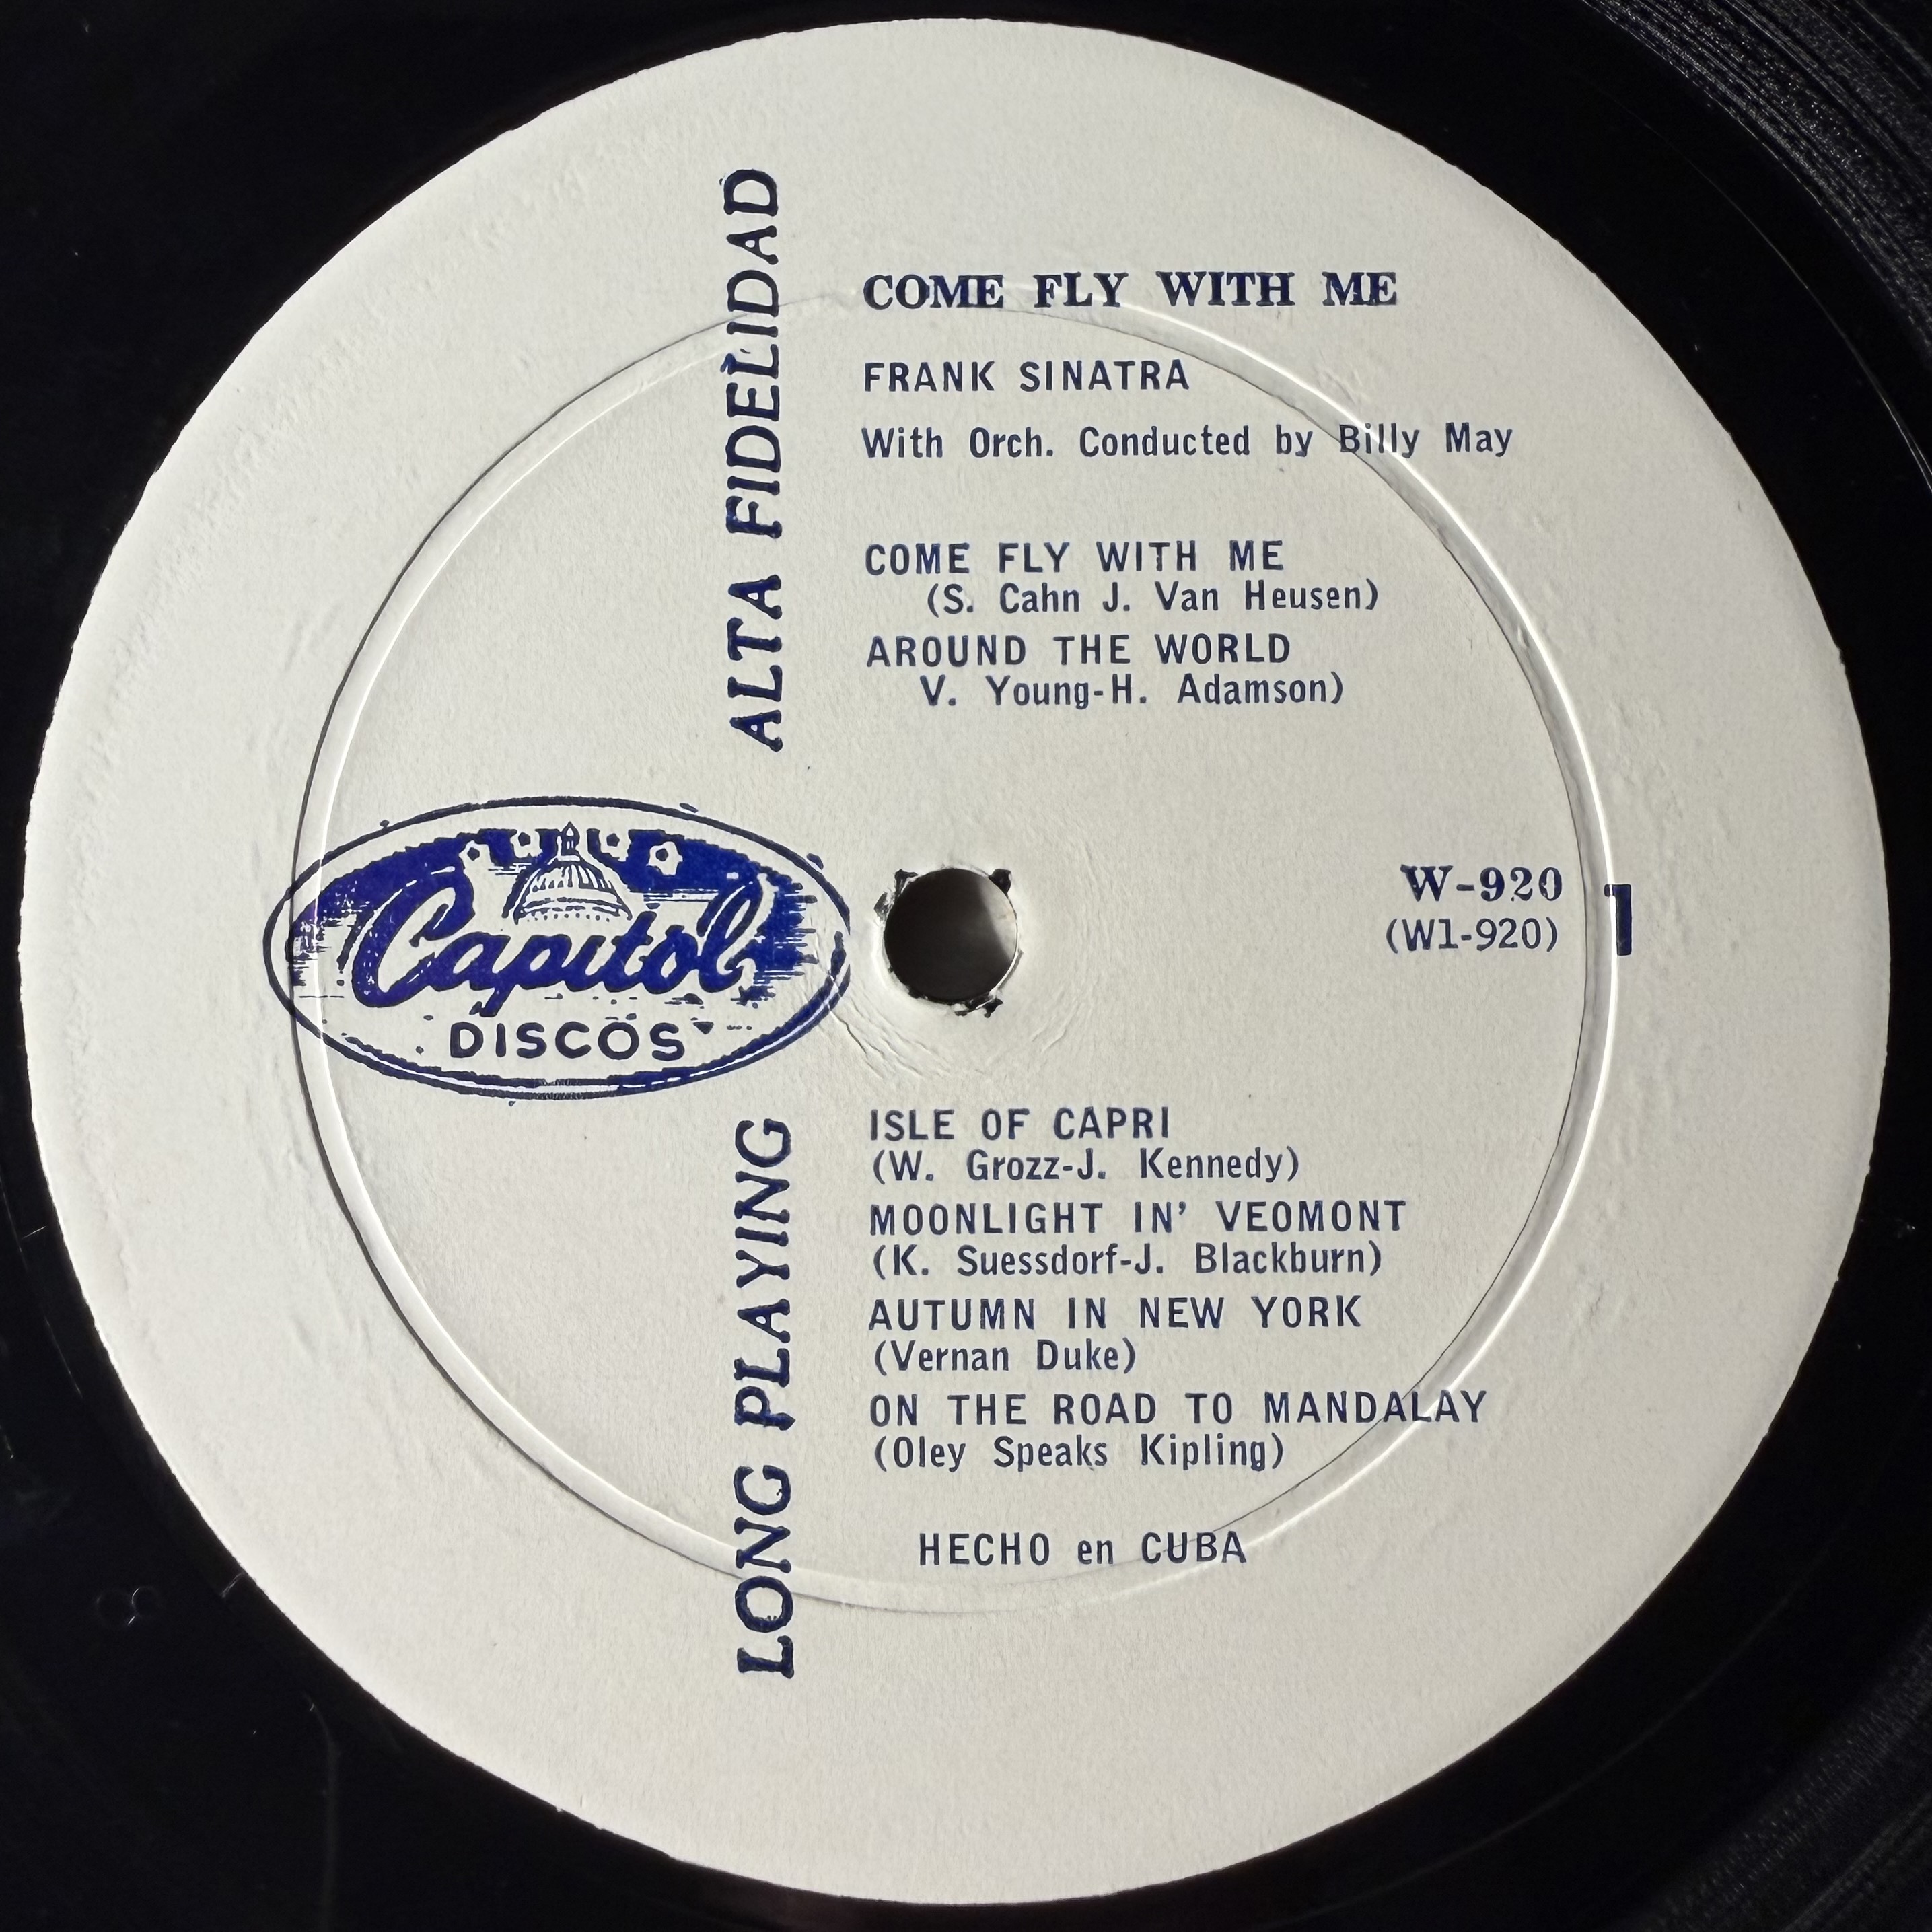 COME FLY WITH ME
FRANK SINATRA
With Orch. Conducted by Billy May
COME FLY WITH ME
(S. Cahn J. Van Heusen)
AROUND THE WORLD
V. Young-H. Adamson)
ALTA FIDELIDAD
Capitol
DISCOS
W-920
(W1-920)
1
LONG PLAYING
ISLE OF CAPRI
(W. Grozz-J. Kennedy)
MOONLIGHT IN' VEOMONT
(K. Suessdorf-J. Blackburn)
AUTUMN IN NEW YORK
(Vernan Duke)
ON THE ROAD TO MANDALAY
(Oley Speaks Kipling)
HECHO en CUBA